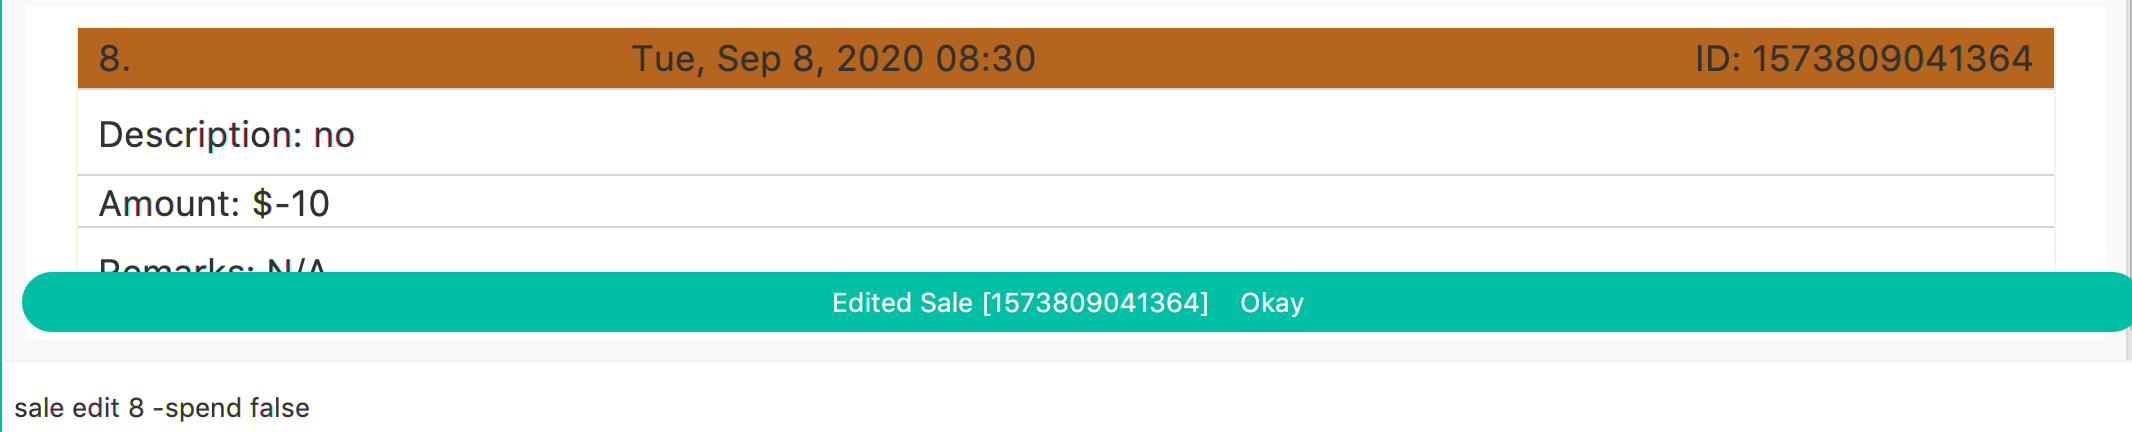 8. Tue, Sep 8, 2020 08:30 ID: 1573809041364
Description: no
Amount: $-10
Remarks: N/A
Edited Sale [1573809041364] Okay
sale edit 8 -spend false